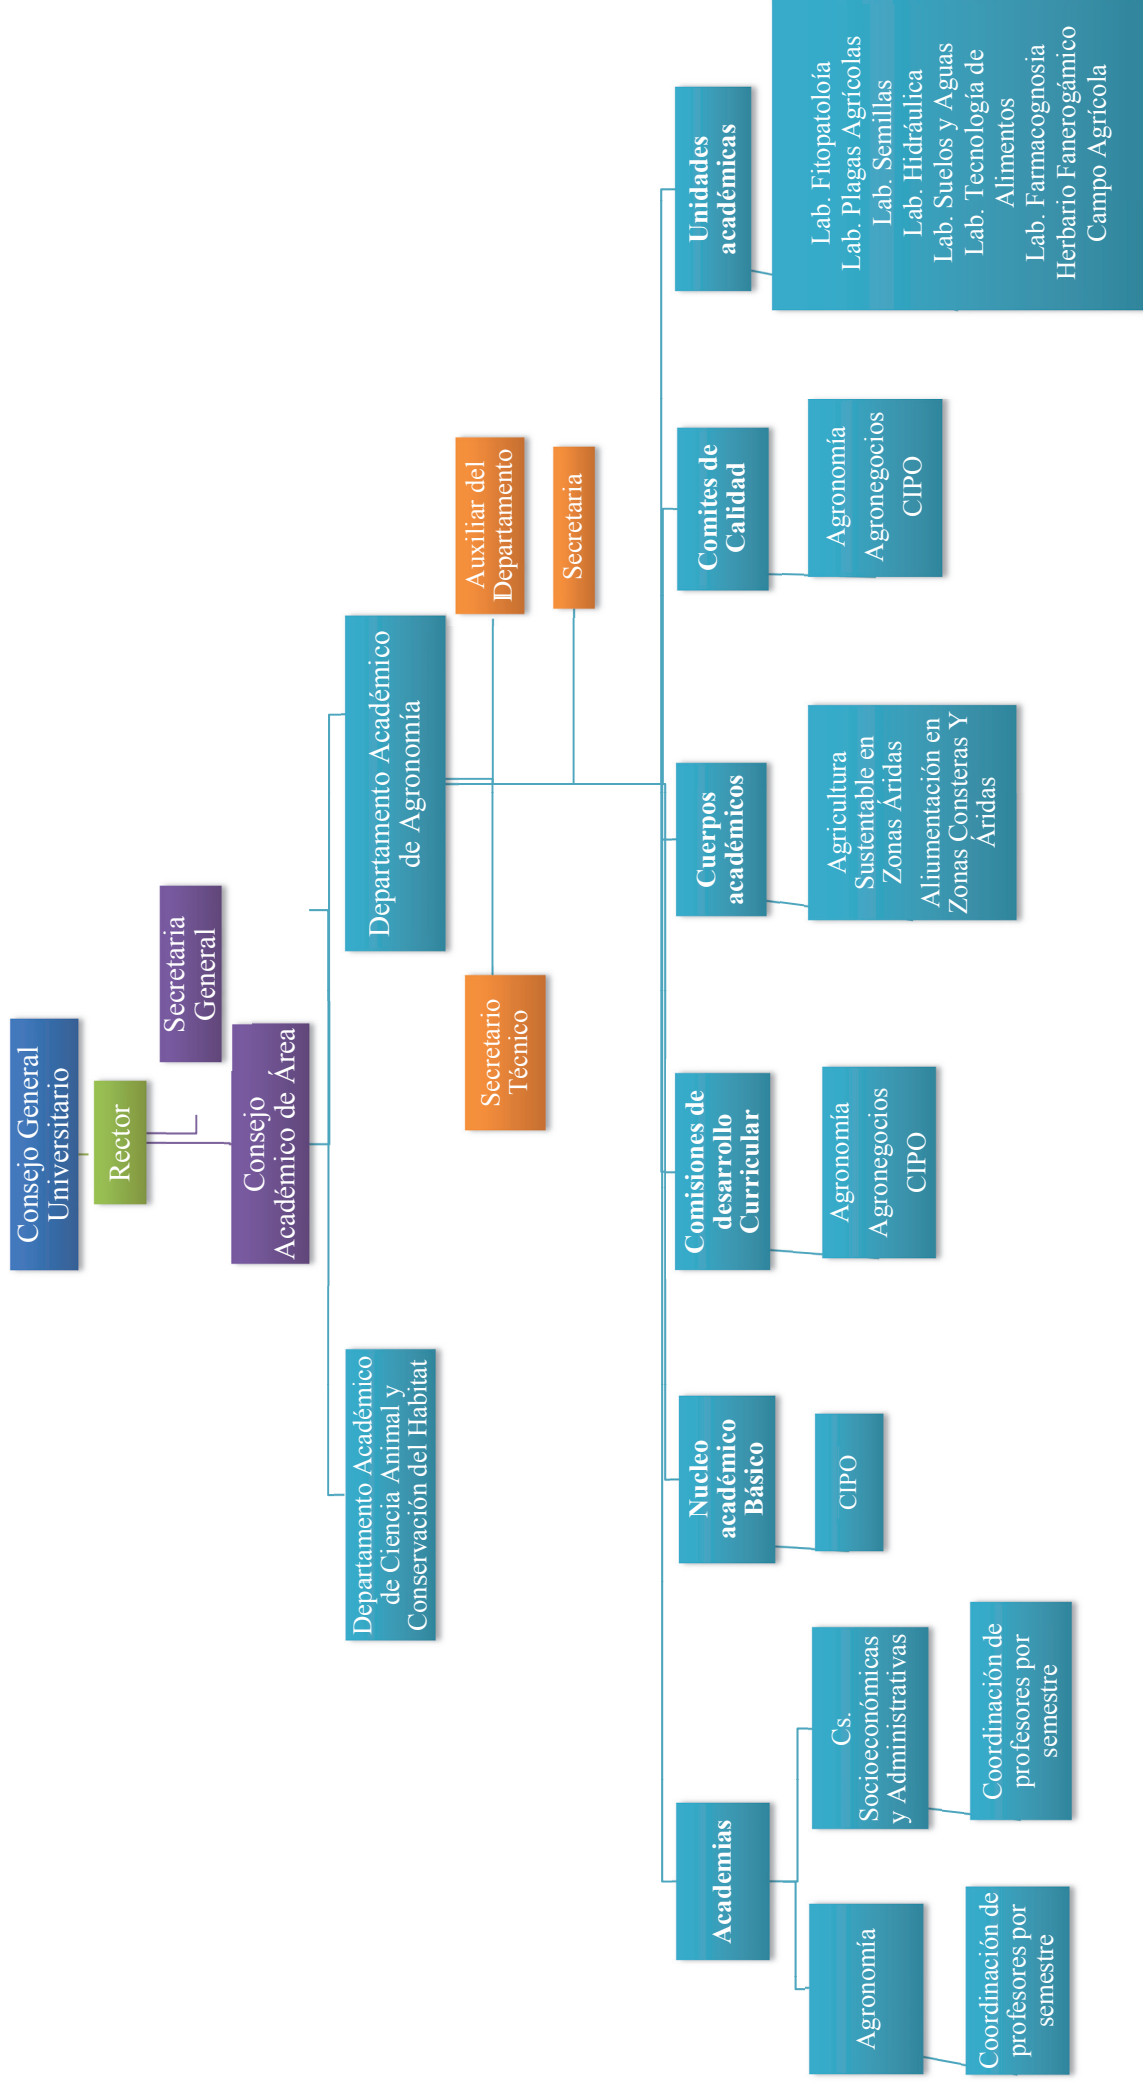 Consejo General
Universitario
Rector
Secretaria
General
Consejo
Académico de Área
Departamento Académico
de Ciencia Animal y
Conservación del Habitat
Departamento Académico
de Agronomía
Secretario
Técnico
Auxiliar del
Departamento
Secretaria
Academias
Nucleo
académico
Básico
Comisiones de
desarrollo
Curricular
Cuerpos
académicos
Comites de
Calidad
Unidades
académicas
Agronomía
Coordinación de
profesores por
semestre
Cs.
Socioeconómicas
y Administrativas
Coordinación de
profesores por
semestre
CIPO
Agronomía
Agronegocios
CIPO
Agricultura
Sustentable en
Zonas Áridas
Aliumentación en
Zonas Consteras Y
Áridas
Agronomía
Agronegocios
CIPO
Lab. Fitopatoloía
Lab. Plagas Agrícolas
Lab. Semillas
Lab. Hidráulica
Lab. Suelos y Aguas
Lab. Tecnología de
Alimentos
Lab. Farmacognosia
Herbario Fanerogámico
Campo Agrícola